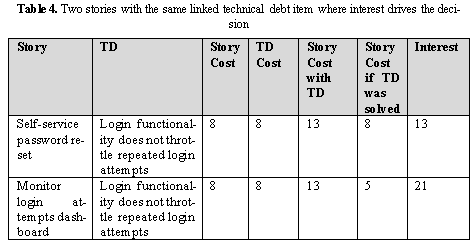 Table 4. Two stories with the same linked technical debt item where interest drives the deci-
sion
Story TD Story Cost TD Cost Story Cost with TD Story Cost if TD was solved Interest
Self-service password re-set Login functional-ity does not throt-tle repeated login attempts 8 8 13 8 13
Monitor login at-tempts dash-board Login functional-ity does not throt-tle repeated login attempts 8 8 13 5 21